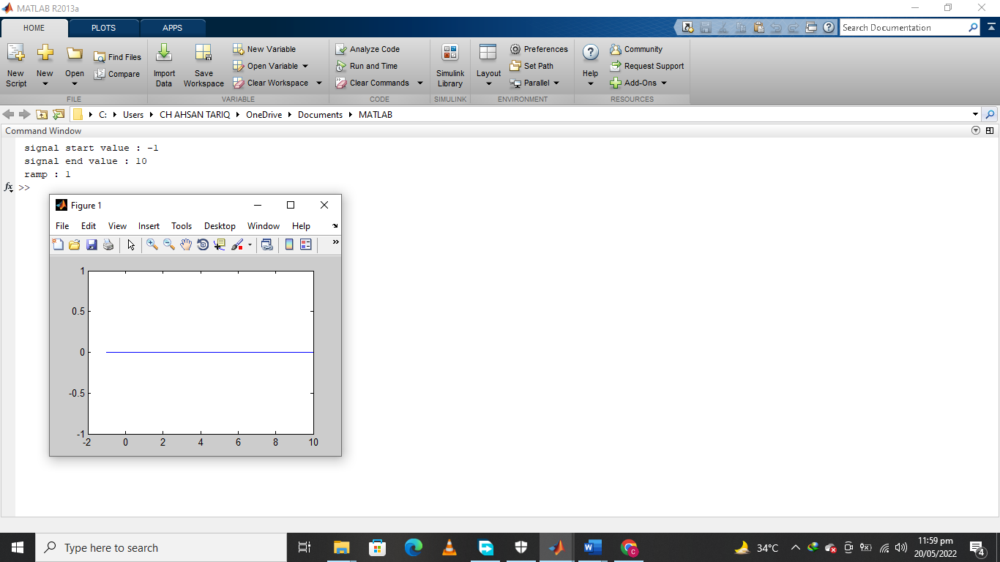 MATLAB R2013a
HOME PLOTS APPS Search Documentation
New Script New Open Find Files Compare
Import Data Save Workspace New Variable Open Variable Clear Workspace
Analyze Code Run and Time Clear Commands
Simulink Library Layout Preferences Set Path Parallel
Help Community Request Support Add-Ons
FILE VARIABLE CODE SIMULINK ENVIRONMENT RESOURCES
C: Users CH AHSAN TARIQ OneDrive Documents MATLAB
Command Window
signal start value : -1
signal end value : 10
ramp : 1
fx >>
Figure 1
File Edit View Insert Tools Desktop Window Help
1
0.5
0
-0.5
-1
-2 0 2 4 6 8 10
Type here to search
34°C
11:59 pm
20/05/2022
4